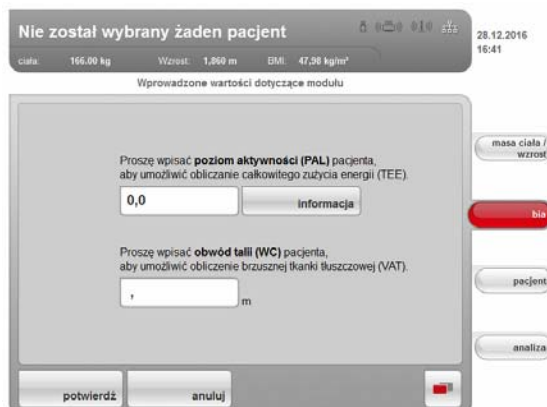 Nie został wybrany żaden pacjent
28.12.2016
16:41
ciała: 166.00 kg Wzrost: 1,860 m BMI: 47,98 kg/m²
Wprowadzone wartości dotyczące modułu
masa ciała /
wzrost
Proszę wpisać poziom aktywności (PAL) pacjenta,
aby umożliwić obliczanie całkowitego zużycia energii (TEE).
0,0 informacja
bia
Proszę wpisać obwód talii (WC) pacjenta,
aby umożliwić obliczenie brzusznej tkanki tłuszczowej (VAT).
, m
pacjent
analiza
potwierdź anuluj